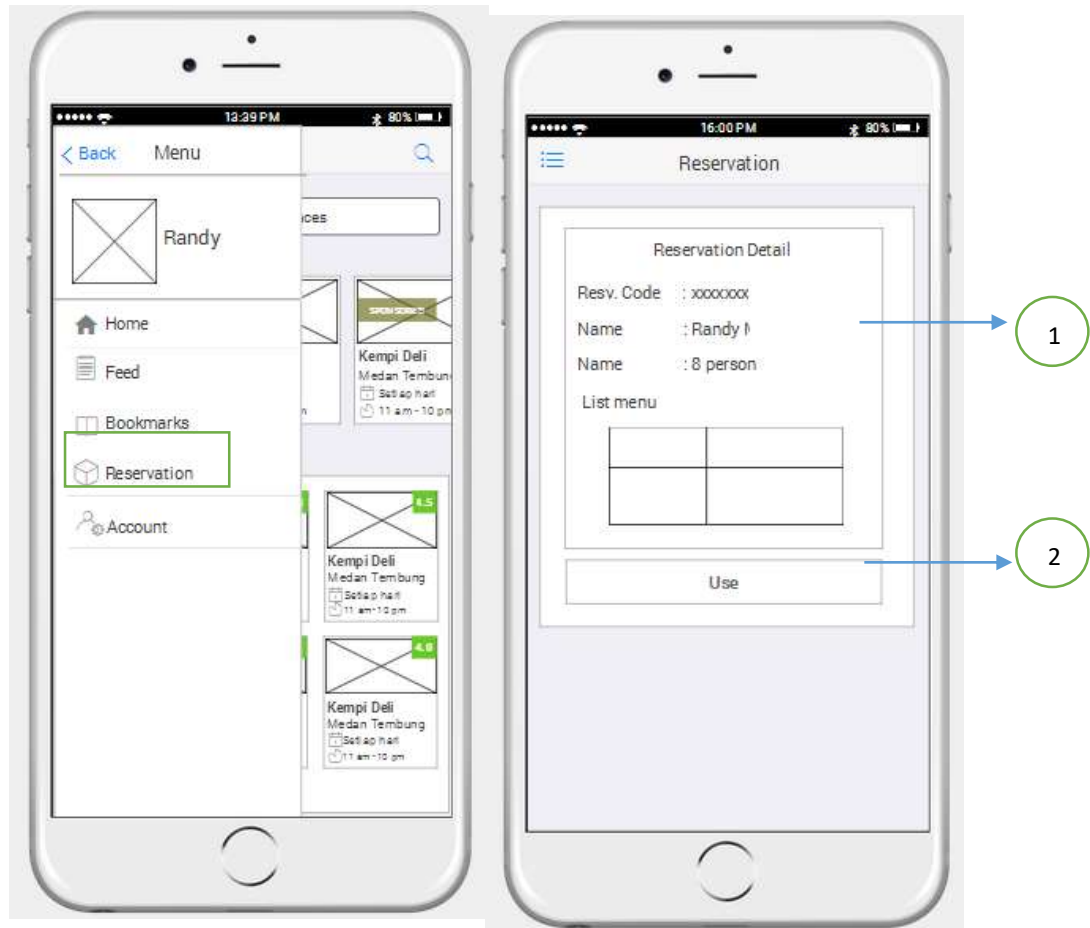 13:39 PM
80%
Back
Menu
Randy
Home
Feed
Bookmarks
Reservation
Account
ces
Kempi Deli
Medan Tembun
Setiap hari
11 am - 10 pm
4.5
Kempi Deli
Medan Tembung
Setiap hari
11 am - 10 pm
4.8
Kempi Deli
Medan Tembung
Setiap hari
11 am - 10 pm
16:00 PM
80%
Reservation
Reservation Detail
Resv. Code : xxxxxxxx
Name : Randy
Name : 8 person
List menu
Use
1
2